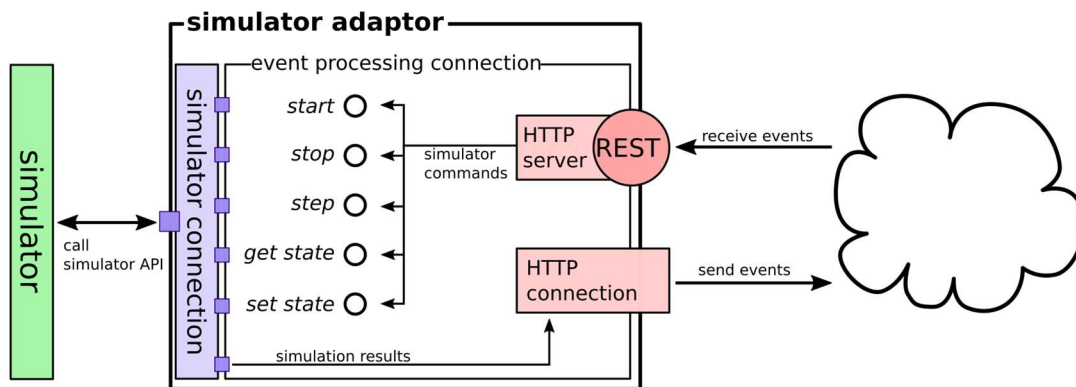 simulator adaptor
event processing connection
simulator
call
simulator API
simulator connection
start
stop
step
get state
set state
simulator
commands
HTTP
server
REST
receive events
HTTP
connection
send events
simulation results